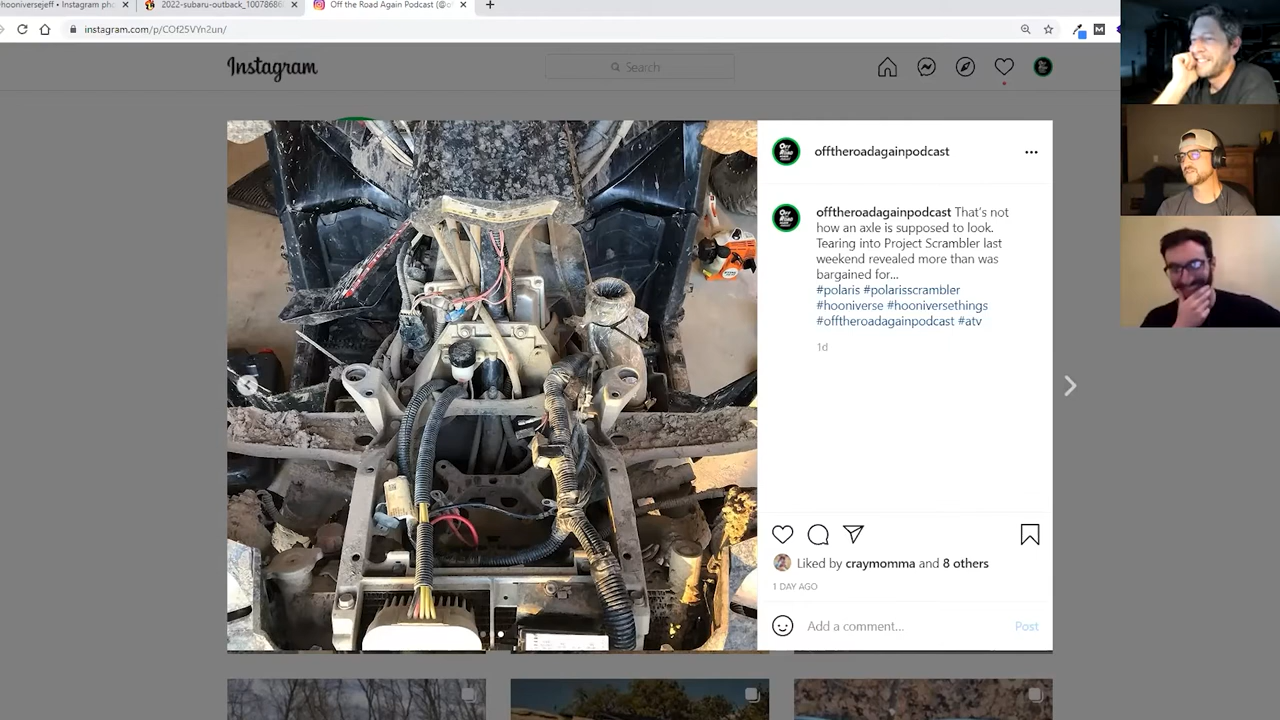 hooniversejeff • Instagram ph
2022-subaru-outback_10078686
Off the Road Again Podcast (@o
instagram.com/p/COf25VYn2un/
Instagram
Search
offtheroadagainpodcast
offtheroadagainpodcast That's not
how an axle is supposed to look.
Tearing into Project Scrambler last
weekend revealed more than was
bargained for...
#polaris #polarisscrambler
#hooniverse #hooniversethings
#offtheroadagainpodcast #atv
1d
Liked by craymomma and 8 others
1 DAY AGO
Add a comment...
Post